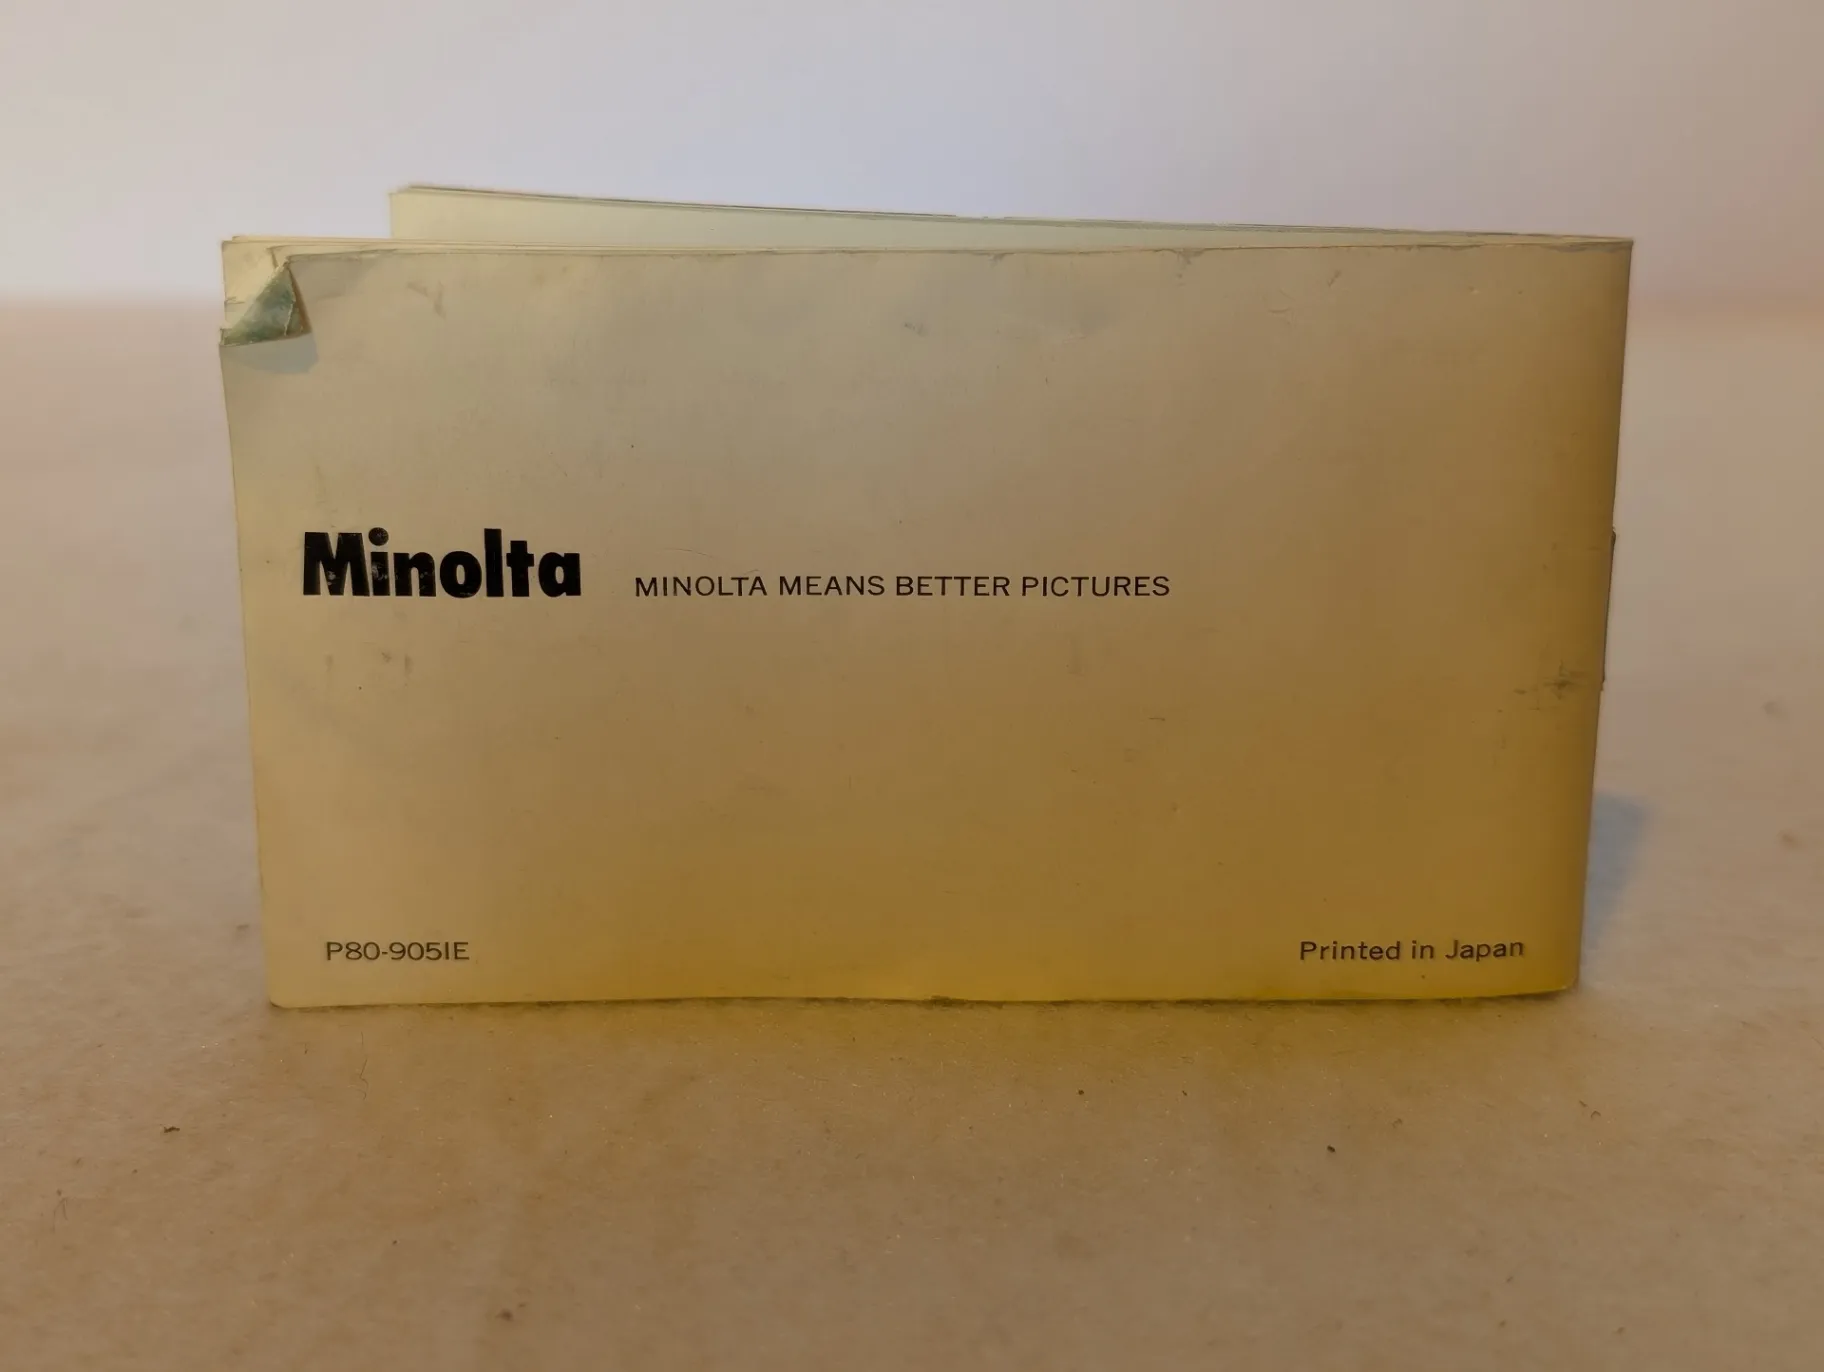 Minolta MINOLTA MEANS BETTER PICTURES
P80-9051E Printed in Japan